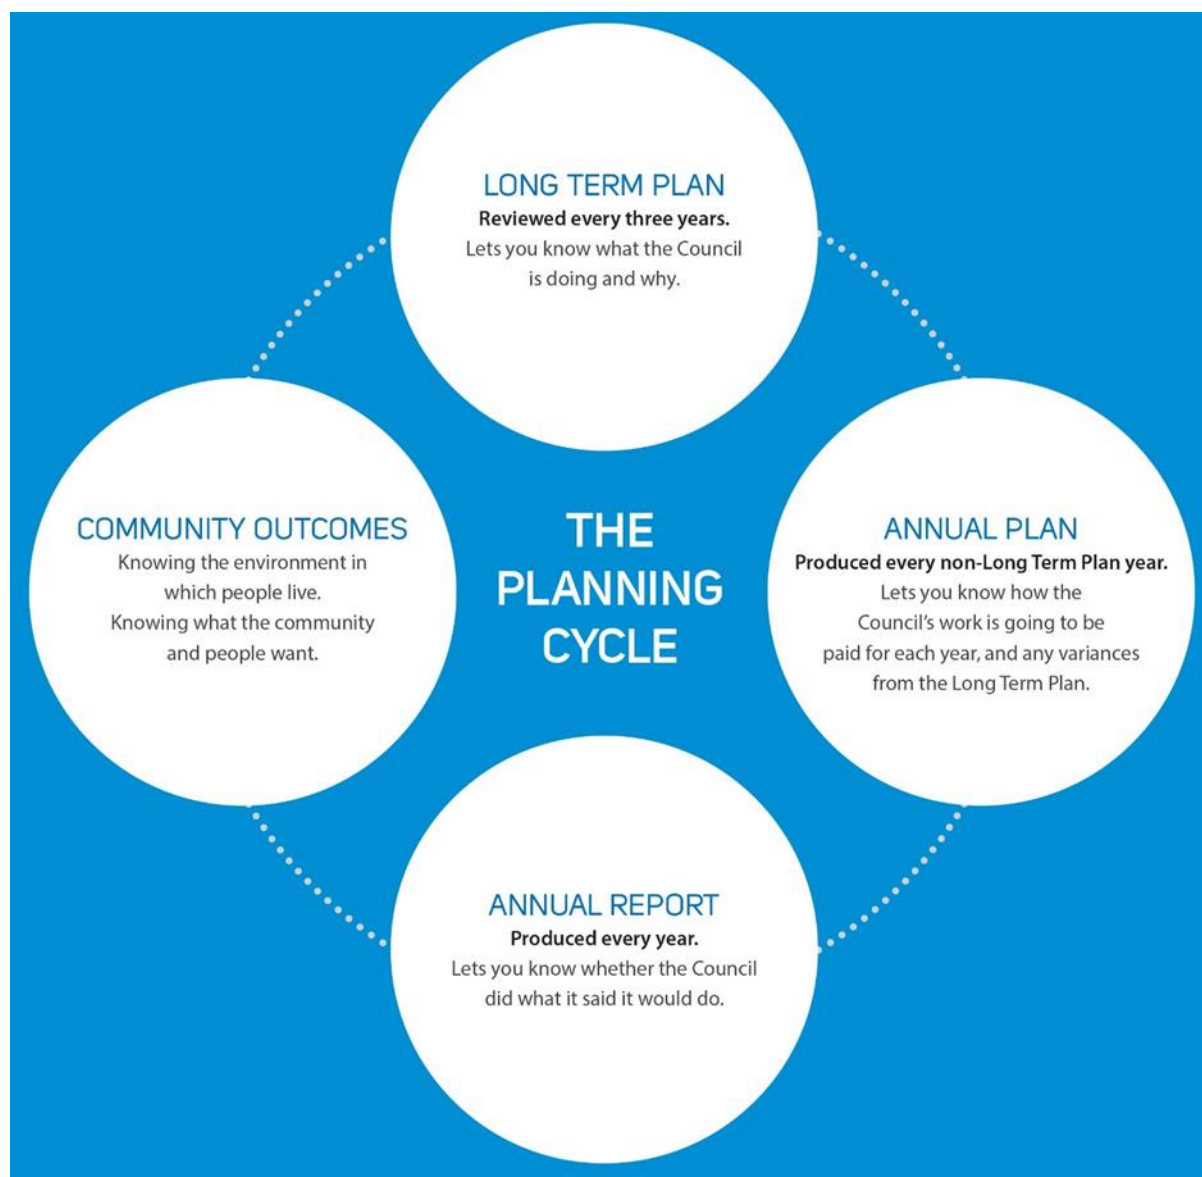 LONG TERM PLAN
Reviewed every three years.
Lets you know what the Council
is doing and why.
COMMUNITY OUTCOMES
Knowing the environment in
which people live.
Knowing what the community
and people want.
THE
PLANNING
CYCLE
ANNUAL PLAN
Produced every non-Long Term Plan year.
Lets you know how the
Council’s work is going to be
paid for each year, and any variances
from the Long Term Plan.
ANNUAL REPORT
Produced every year.
Lets you know whether the Council
did what it said it would do.